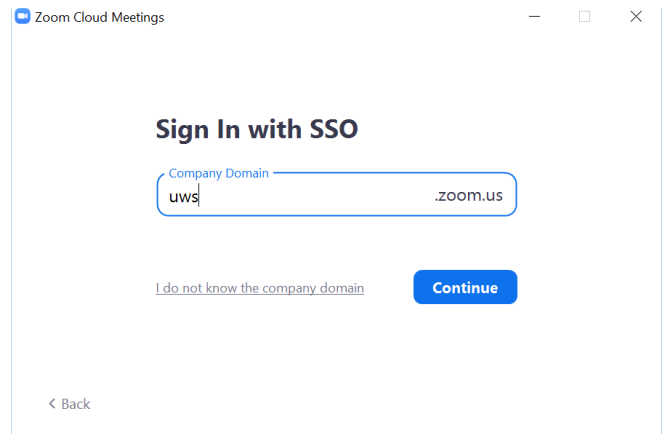 Zoom Cloud Meetings
Sign In with SSO
Company Domain
uws .zoom.us
I do not know the company domain
Continue
Back